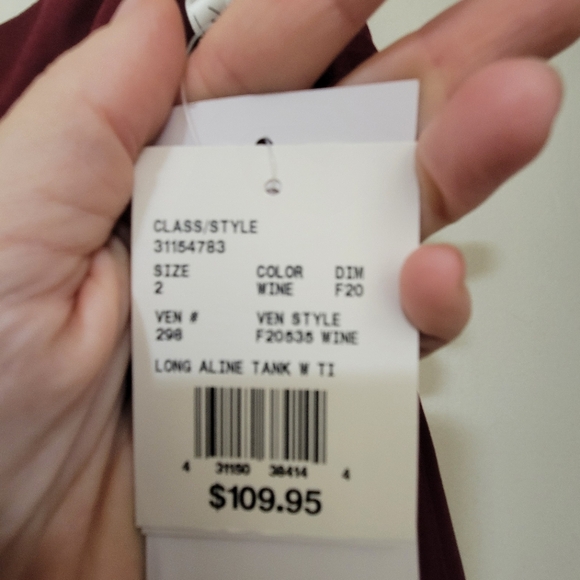 CLASS/STYLE
31154783
SIZE COLOR DIM
2 WINE F20
VEN # VEN STYLE
298 F20535 WINE
LONG ALINE TANK W TI
4 31150 38414 4
$109.95